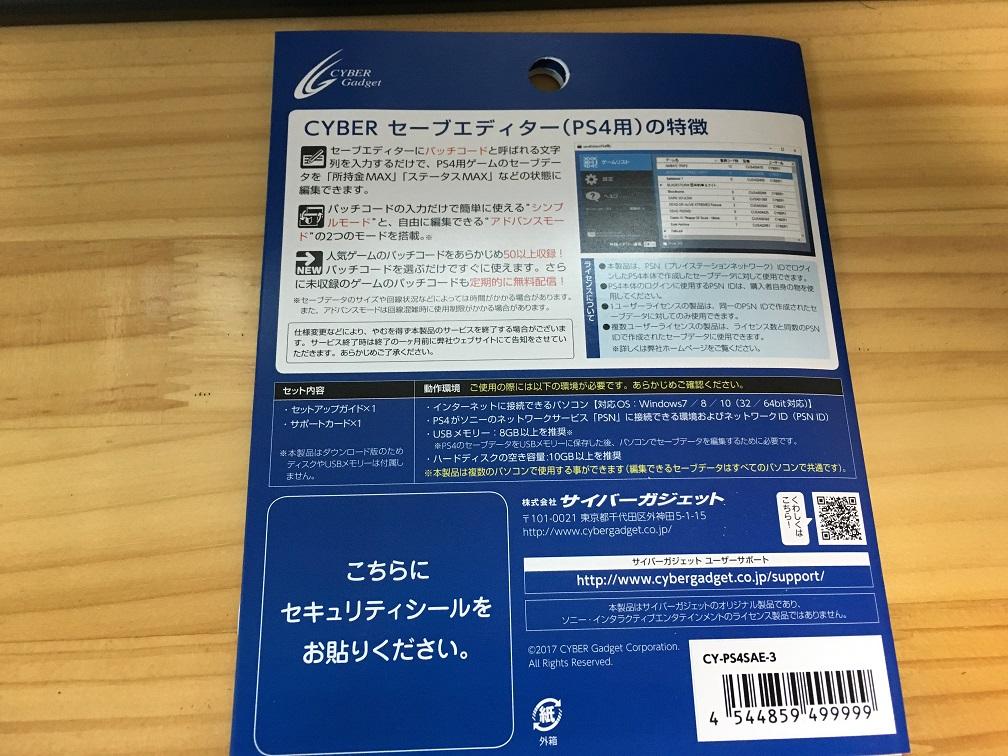 CYBER
Gadget
CYBER セーブエディター(PS4用)の特徴
セーブエディターにパッチコードと呼ばれる文字
列を入力するだけで、PS4用ゲームのセーブデー
タを「所持金MAX」「ステータスMAX」などの状態に
編集できます。
パッチコードの入力だけで簡単に使える"シンプ
ルモード"と、自由に編集できる"アドバンスモー
ド"の2つのモードを搭載。※
NEW
人気ゲームのパッチコードをあらかじめ50以上収録!
パッチコードを選ぶだけですぐに使えます。さら
に未収録のゲームのパッチコードも定期的に無料配信!
※セーブデータのサイズや回線状況などによっては時間がかかる場合があります。
また、アドバンスモードは回線混雑時に使用制限がかかる場合があります。
仕様変更などにより、やむを得ず本製品のサービスを終了する場合がございま
す。サービス終了時は終了の一ヶ月前に弊社ウェブサイトにて告知をさせてい
ただきます。あらかじめご了承ください。
ゲームリスト
設定
ヘルプ
ライセンスについて
●本製品は、PSN(プレイステーションネットワーク)IDでログイ
ンしたPS4本体で作成したセーブデータに対して使用できます。
●PS4本体のログインに使用するPSN IDは、購入者自身の物を使
用してください。
●1ユーザーライセンスの製品は、同一のPSN IDで作成されたセ
ーブデータに対してのみ使用できます。
●複数ユーザーライセンスの製品は、ライセンス数と同数のPSN
IDで作成されたセーブデータに使用できます。
※詳しくは弊社ホームページをご覧ください。
セット内容
・セットアップガイド×1
・サポートカード×1
※本製品はダウンロード版のため
ディスクやUSBメモリーは付属し
ません。
動作環境 ご使用の際には以下の環境が必要です。あらかじめご確認ください。
・インターネットに接続できるパソコン【対応OS:Windows7/8/10(32/64bit対応)】
・PS4がソニーのネットワークサービス「PSN」に接続できる環境およびネットワークID(PSN ID)
・USBメモリー:8GB以上を推奨※
※PS4のセーブデータをUSBメモリーに保存した後、パソコンでセーブデータを編集するために必要です。
・ハードディスクの空き容量:10GB以上を推奨
※本製品は複数のパソコンで使用する事ができます(編集できるセーブデータはすべてのパソコンで共通です)。
こちらに
セキュリティシールを
お貼りください。
株式会社 サイバーガジェット
〒101-0021 東京都千代田区外神田5-1-15
http://www.cybergadget.co.jp/
くわしくは
こちら!
サイバーガジェット ユーザーサポート
http://www.cybergadget.co.jp/support/
本製品はサイバーガジェットのオリジナル製品であり、
ソニー・インタラクティブエンタテインメントのライセンス製品ではありません。
©2017 CYBER Gadget Corporation.
All Rights Reserved.
紙
外箱
CY-PS4SAE-3
4 544859 499999